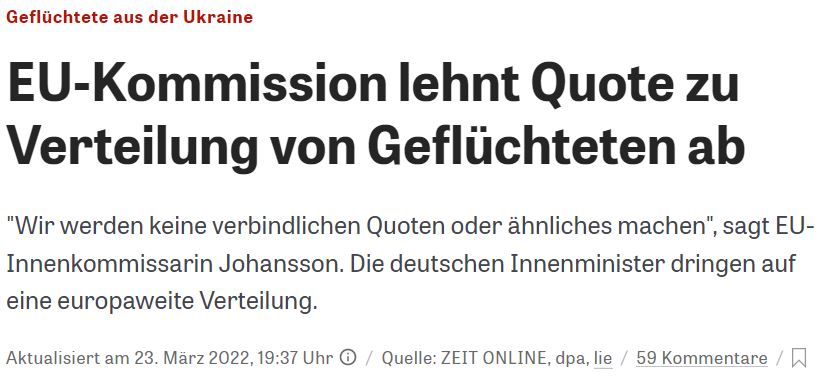 Geflüchtete aus der Ukraine
EU-Kommission lehnt Quote zu
Verteilung von Geflüchteten ab
"Wir werden keine verbindlichen Quoten oder ähnliches machen", sagt EU-
Innenkommissarin Johansson. Die deutschen Innenminister dringen auf
eine europaweite Verteilung.
Aktualisiert am 23. März 2022, 19:37 Uhr / Quelle: ZEIT ONLINE, dpa, lie / 59 Kommentare /